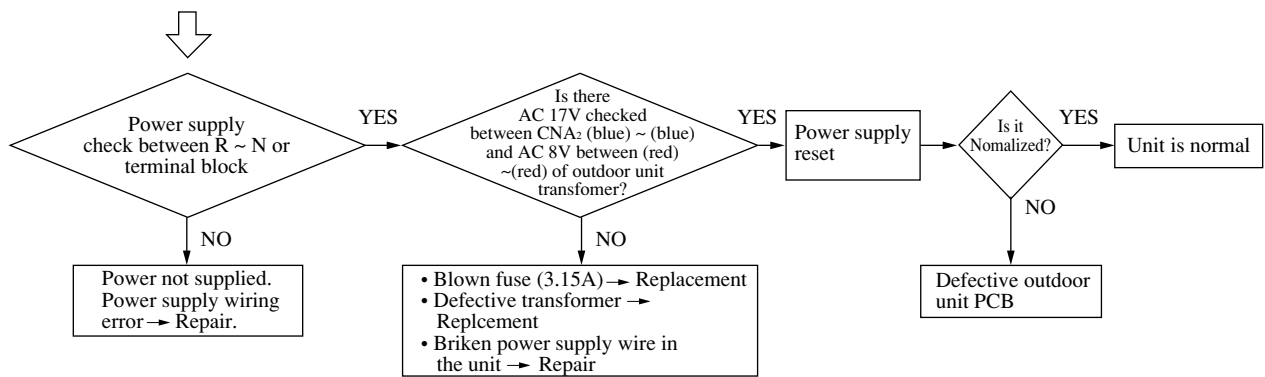 Power supply
check between R ~ N or
terminal block
YES
NO
Power not supplied.
Power supply wiring
error → Repair.
Is there
AC 17V checked
between CNA₂ (blue) ~ (blue)
and AC 8V between (red)
~(red) of outdoor unit
transfomer?
YES
NO
• Blown fuse (3.15A) → Replacement
• Defective transformer →
Replcement
• Briken power supply wire in
the unit → Repair
Power supply
reset
Is it
Nomalized?
YES
NO
Unit is normal
Defective outdoor
unit PCB